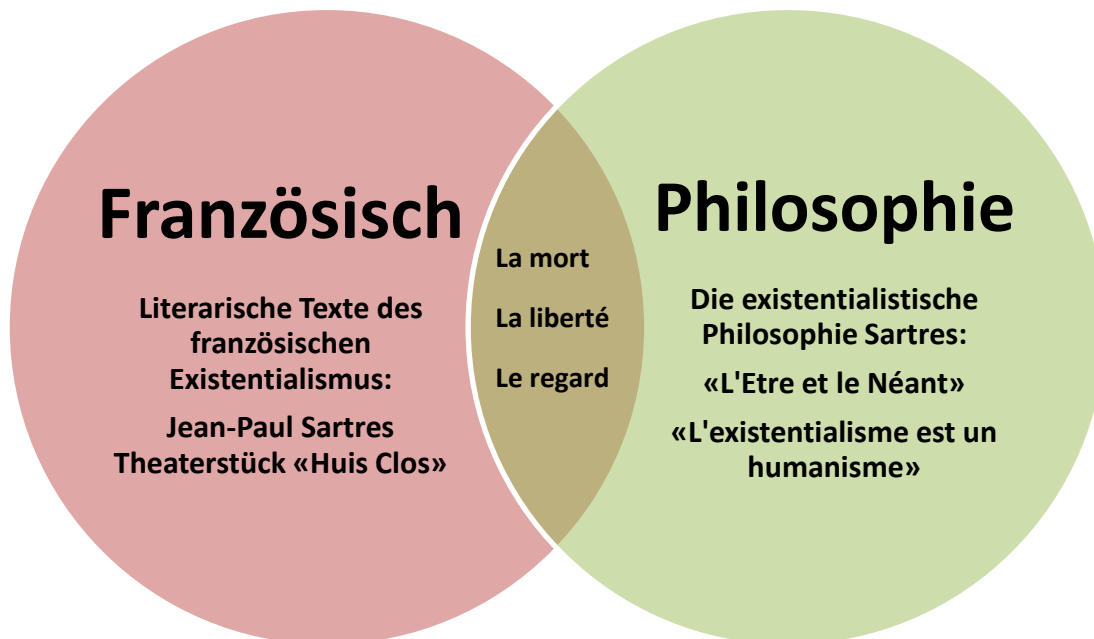 Französisch
Literarische Texte des
französischen
Existentialismus:
Jean-Paul Sartres
Theaterstück «Huis Clos»
La mort
La liberté
Le regard
Philosophie
Die existentialistische
Philosophie Sartres:
«L'Etre et le Néant»
«L'existentialisme est un
humanisme»